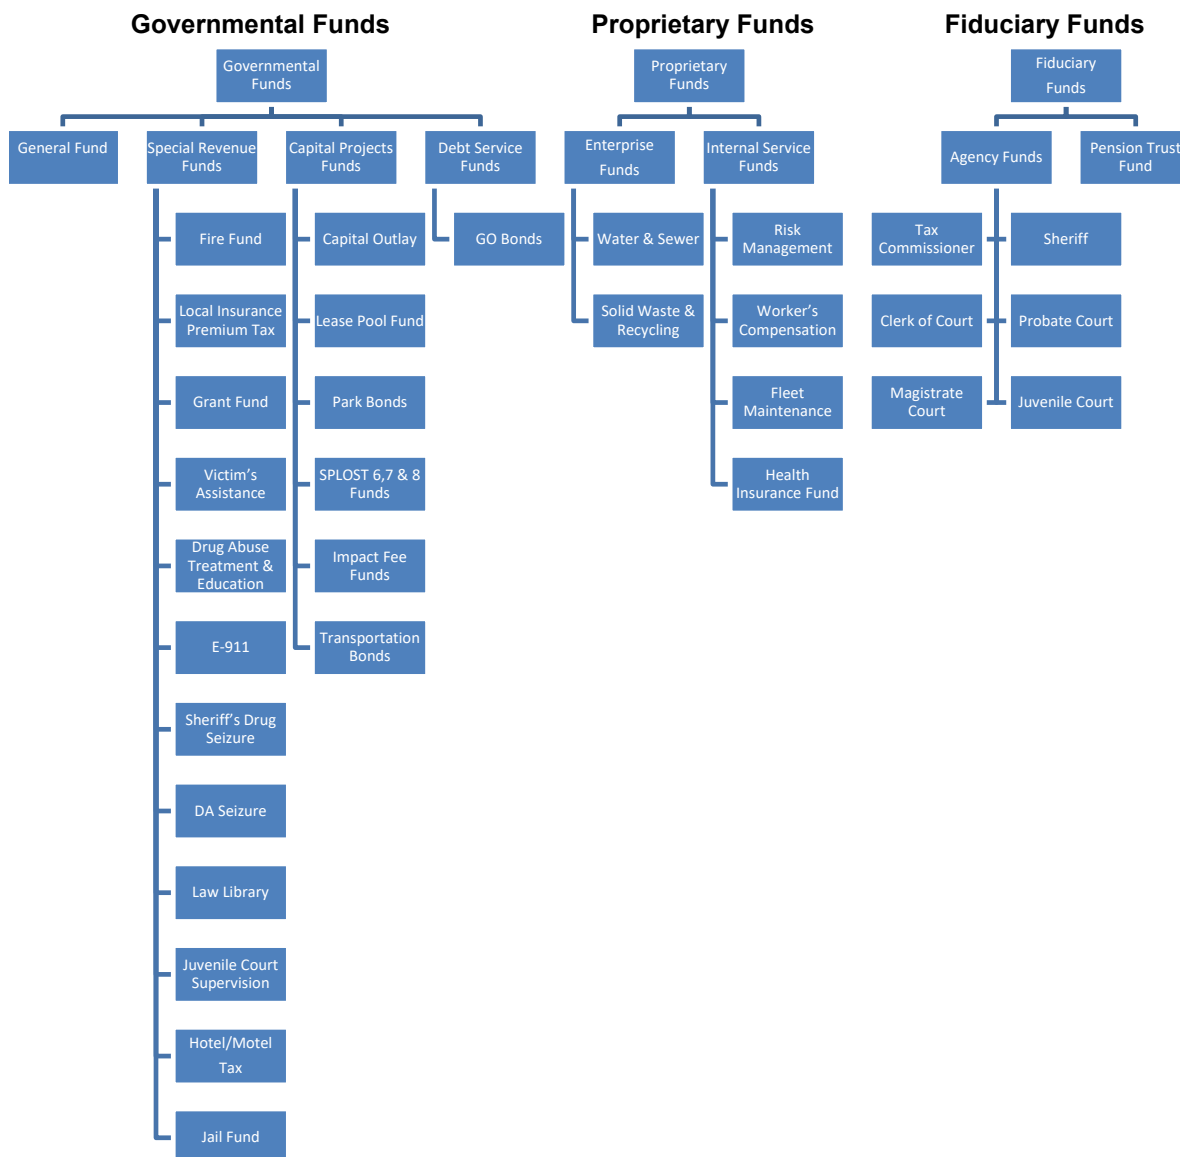 Governmental Funds
Proprietary Funds
Fiduciary Funds
Governmental
Funds
General Fund
Special Revenue
Funds
Capital Projects
Funds
Debt Service
Funds
Fire Fund
Local Insurance
Premium Tax
Grant Fund
Victim's
Assistance
Drug Abuse
Treatment &
Education
E-911
Sheriff's Drug
Seizure
DA Seizure
Law Library
Juvenile Court
Supervision
Hotel/Motel
Tax
Jail Fund
Capital Outlay
Lease Pool Fund
Park Bonds
SPLOST 6,7 & 8
Funds
Impact Fee
Funds
Transportation
Bonds
GO Bonds
Proprietary
Funds
Enterprise
Funds
Internal Service
Funds
Water & Sewer
Solid Waste &
Recycling
Risk
Management
Worker's
Compensation
Fleet
Maintenance
Health
Insurance Fund
Fiduciary
Funds
Agency Funds
Pension Trust
Fund
Tax
Commissioner
Sheriff
Clerk of Court
Probate Court
Magistrate
Court
Juvenile Court